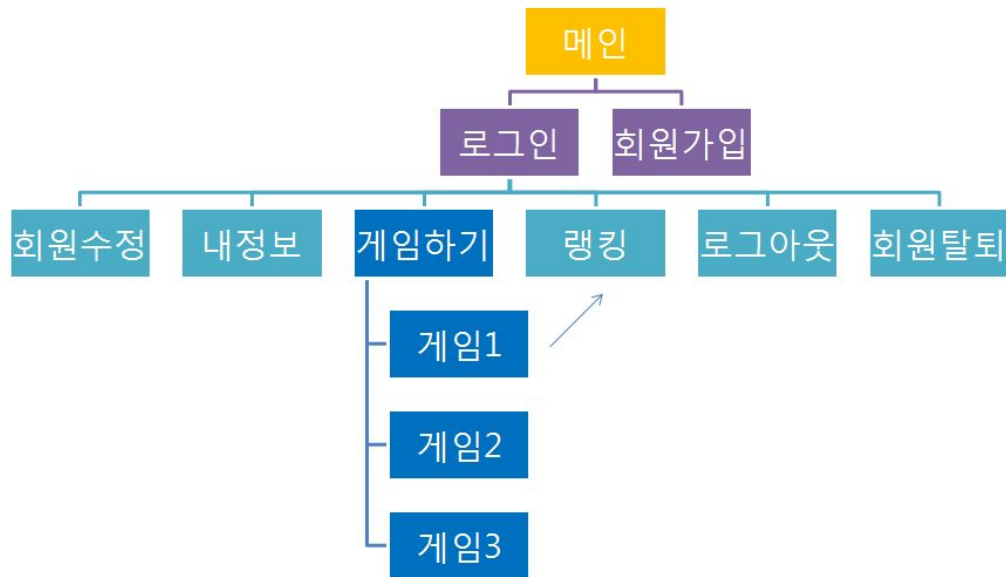 메인
로그인
회원가입
회원수정
내정보
게임하기
랭킹
로그아웃
회원탈퇴
게임1
게임2
게임3